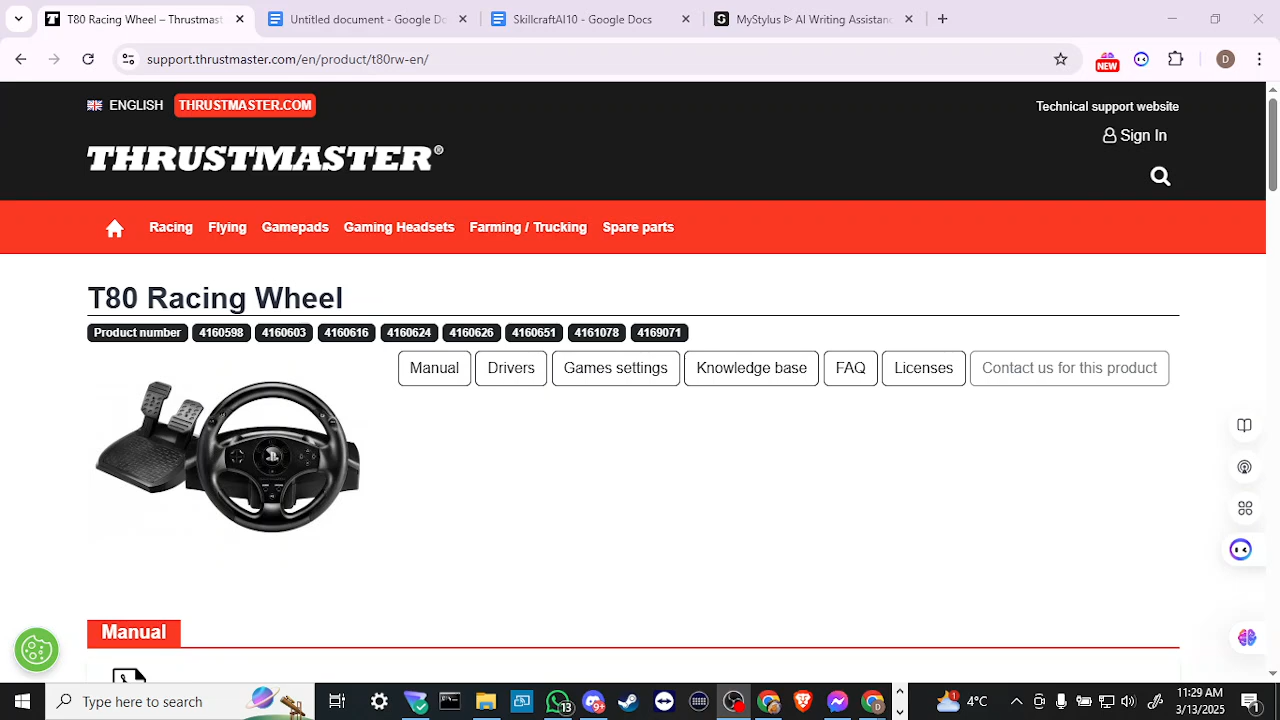 T80 Racing Wheel – Thrustmast
Untitled document - Google Do
SkillcraftAI10 - Google Docs
MyStylus ᐅ AI Writing Assistanc
support.thrustmaster.com/en/product/t80rw-en/
NEW
D
ENGLISH
THRUSTMASTER.COM
Technical support website
Sign In
THRUSTMASTER®
Racing
Flying
Gamepads
Gaming Headsets
Farming / Trucking
Spare parts
T80 Racing Wheel
Product number 4160598 4160603 4160616 4160624 4160626 4160651 4161078 4169071
Manual
Drivers
Games settings
Knowledge base
FAQ
Licenses
Contact us for this product
Manual
Type here to search
13
9+
D
1
4°C
11:29 AM
3/13/2025
1